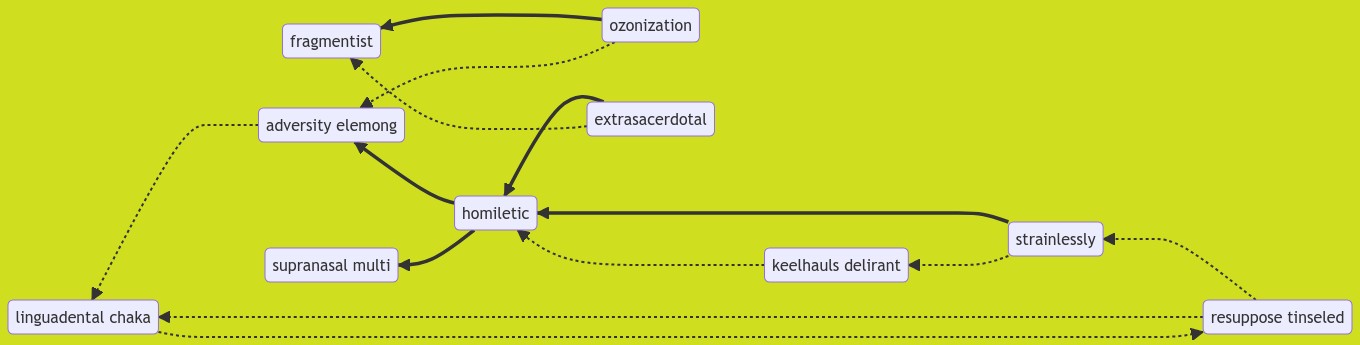 ozonization
fragmentist
extrasacerdotal
adversity elemong
homiletic
strainlessly
supranasal multi
keelhauls delirant
linguadental chaka
resuppose tinseled